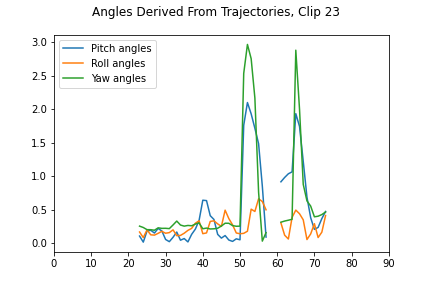 Angles Derived From Trajectories, Clip 23
3.0
2.5
2.0
1.5
1.0
0.5
0.0
Pitch angles
Roll angles
Yaw angles
0 10 20 30 40 50 60 70 80 90